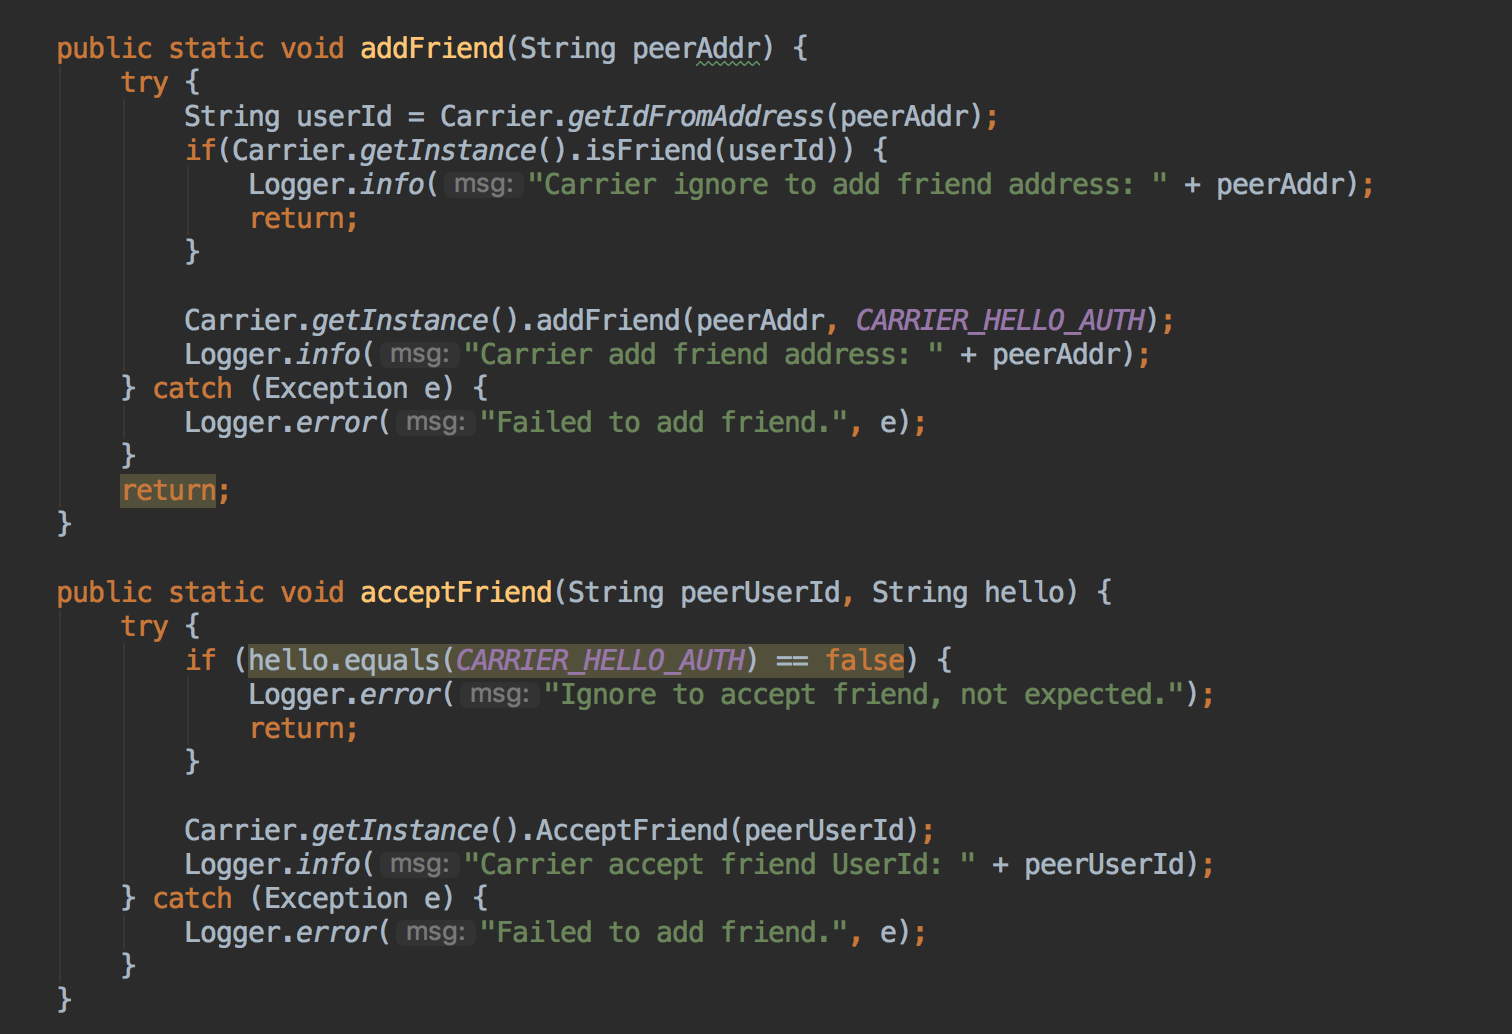 public static void addFriend(String peerAddr) {
try {
String userId = Carrier.getIdFromAddress(peerAddr);
if(Carrier.getInstance().isFriend(userId)) {
Logger.info( msg: "Carrier ignore to add friend address: " + peerAddr);
return;
}
Carrier.getInstance().addFriend(peerAddr, CARRIER_HELLO_AUTH);
Logger.info( msg: "Carrier add friend address: " + peerAddr);
} catch (Exception e) {
Logger.error( msg: "Failed to add friend.", e);
}
return;
}
public static void acceptFriend(String peerUserId, String hello) {
try {
if (hello.equals(CARRIER_HELLO_AUTH) == false) {
Logger.error( msg: "Ignore to accept friend, not expected.");
return;
}
Carrier.getInstance().AcceptFriend(peerUserId);
Logger.info( msg: "Carrier accept friend UserId: " + peerUserId);
} catch (Exception e) {
Logger.error( msg: "Failed to add friend.", e);
}
}